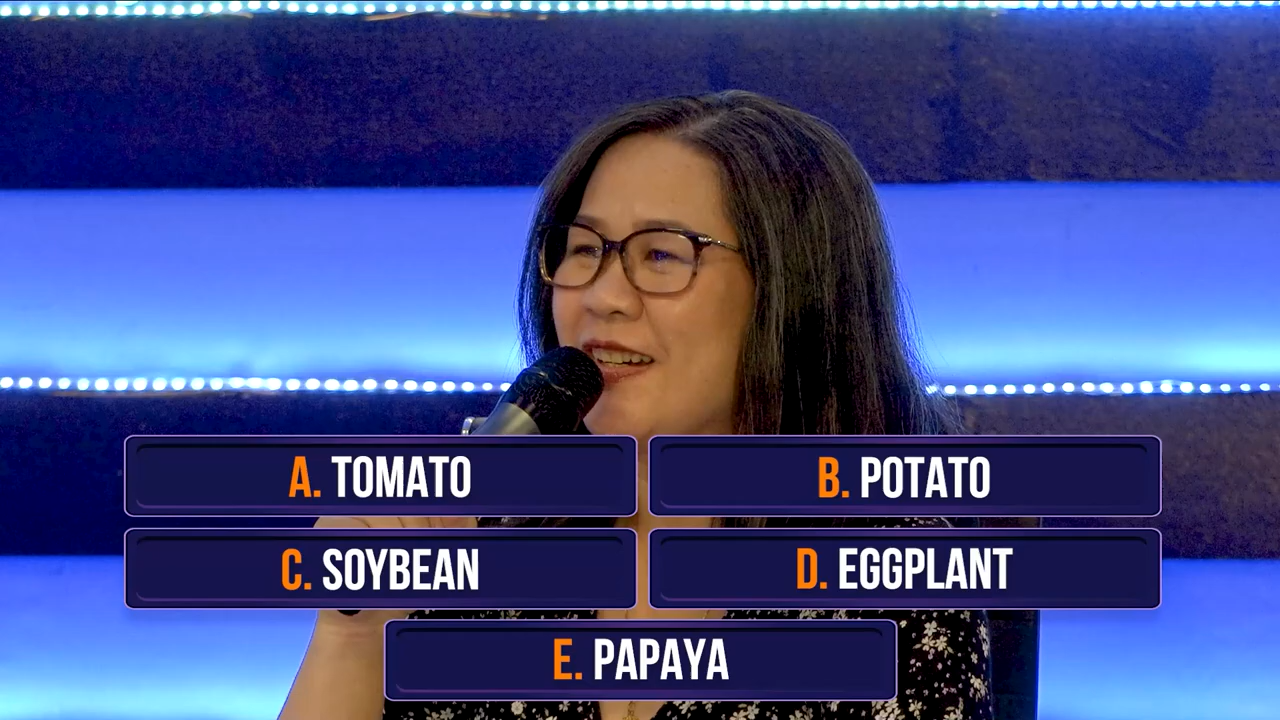 A. TOMATO
B. POTATO
C. SOYBEAN
D. EGGPLANT
E. PAPAYA